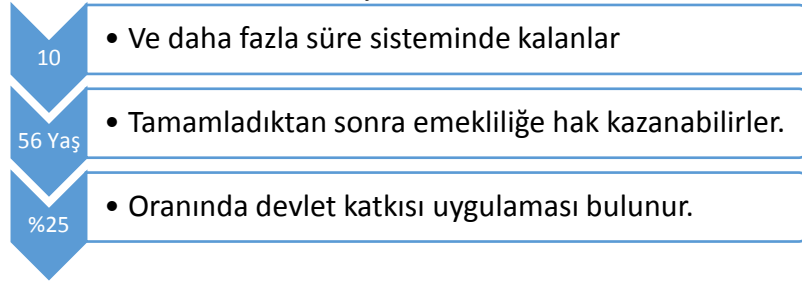 10
• Ve daha fazla süre sisteminde kalanlar
56 Yaş
• Tamamladıktan sonra emekliliğe hak kazanabilirler.
%25
• Oranında devlet katkısı uygulaması bulunur.